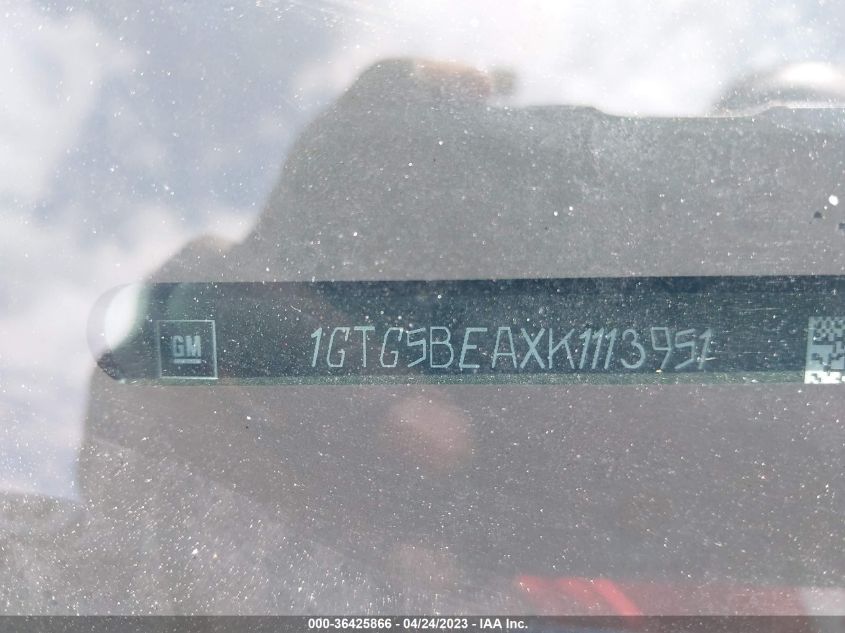 GM
1GTG5BEAXK1113951
000-36425866 - 04/24/2023 - IAA Inc.